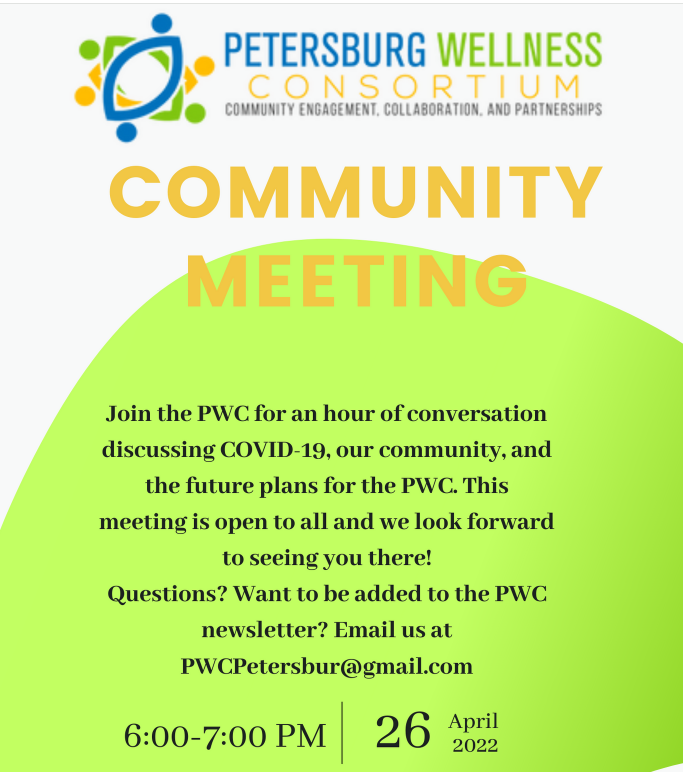 PETERSBURG WELLNESS
CONSORTIUM
COMMUNITY ENGAGEMENT, COLLABORATION, AND PARTNERSHIPS
COMMUNITY
MEETING
Join the PWC for an hour of conversation
discussing COVID-19, our community, and
the future plans for the PWC. This
meeting is open to all and we look forward
to seeing you there!
Questions? Want to be added to the PWC
newsletter? Email us at
PWCPetersbur@gmail.com
6:00-7:00 PM
26 April
2022